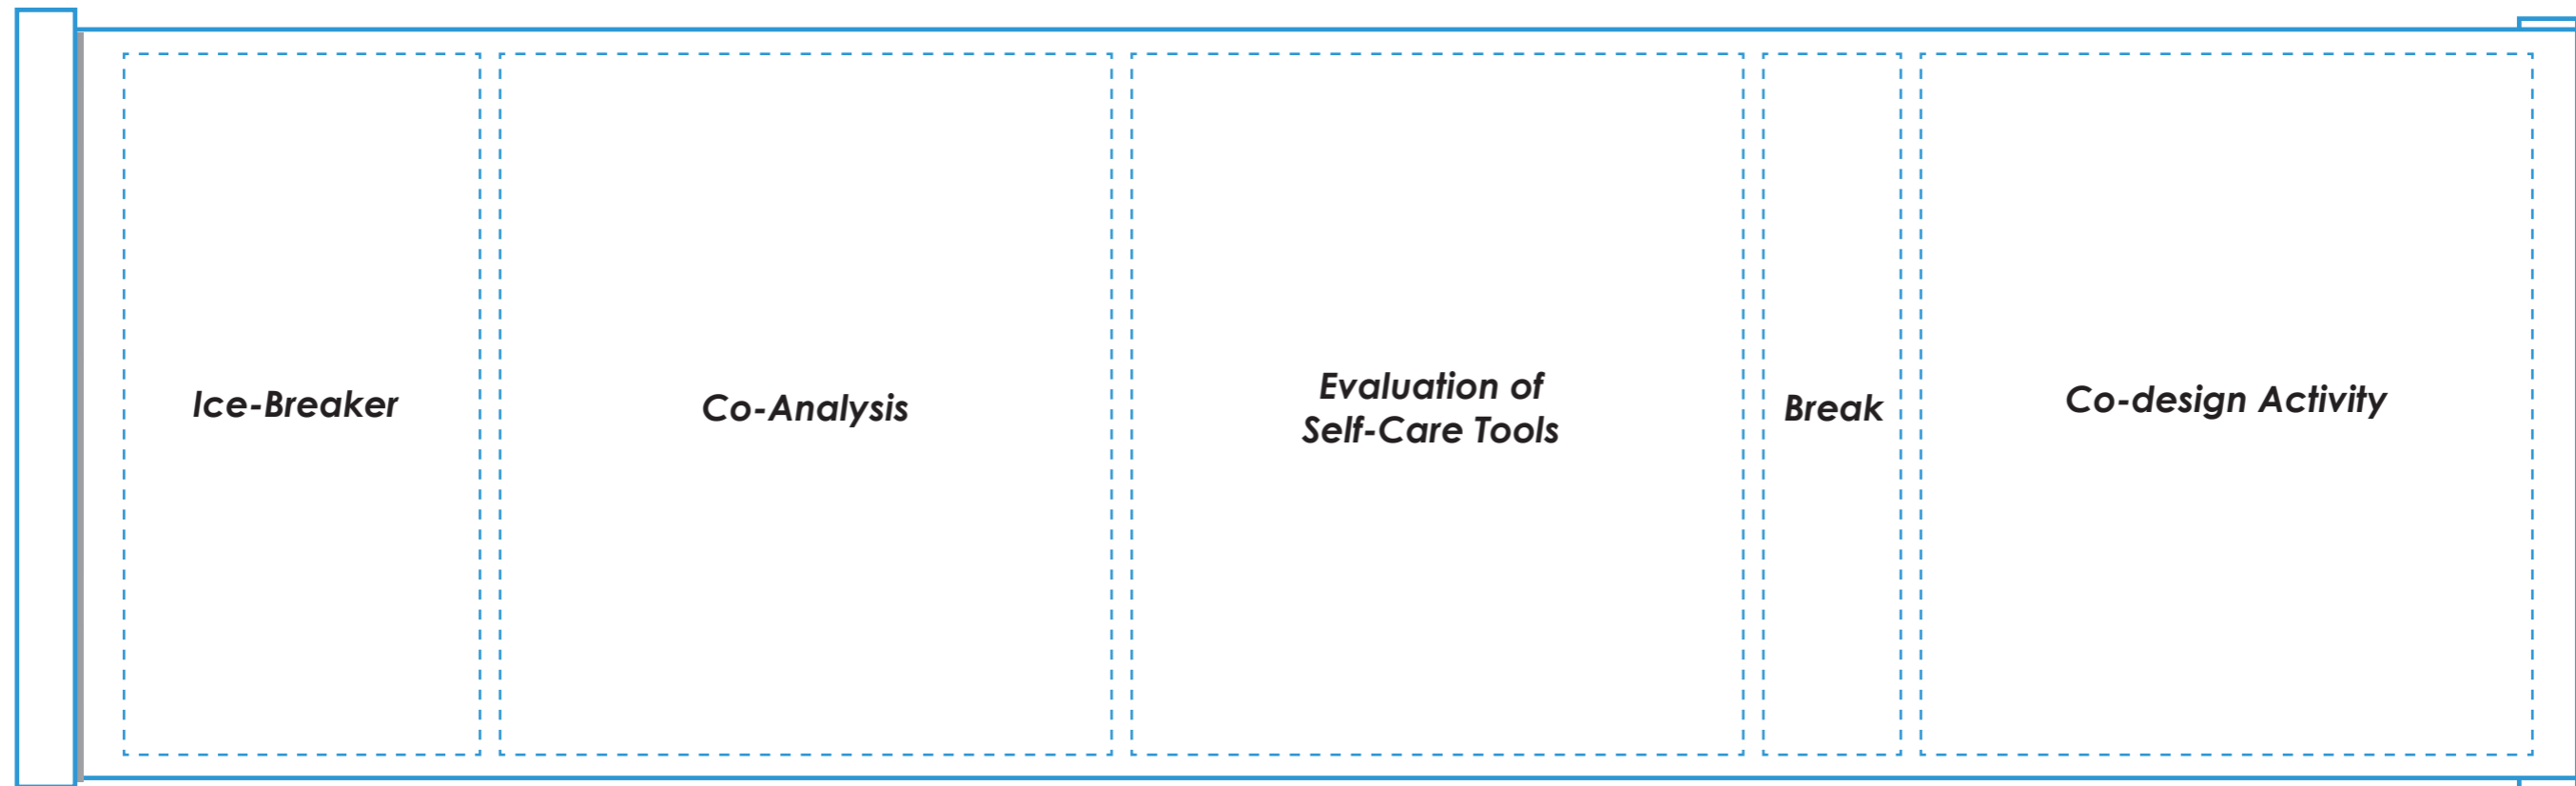 Ice-Breaker
Co-Analysis
Evaluation of
Self-Care Tools
Break
Co-design Activity